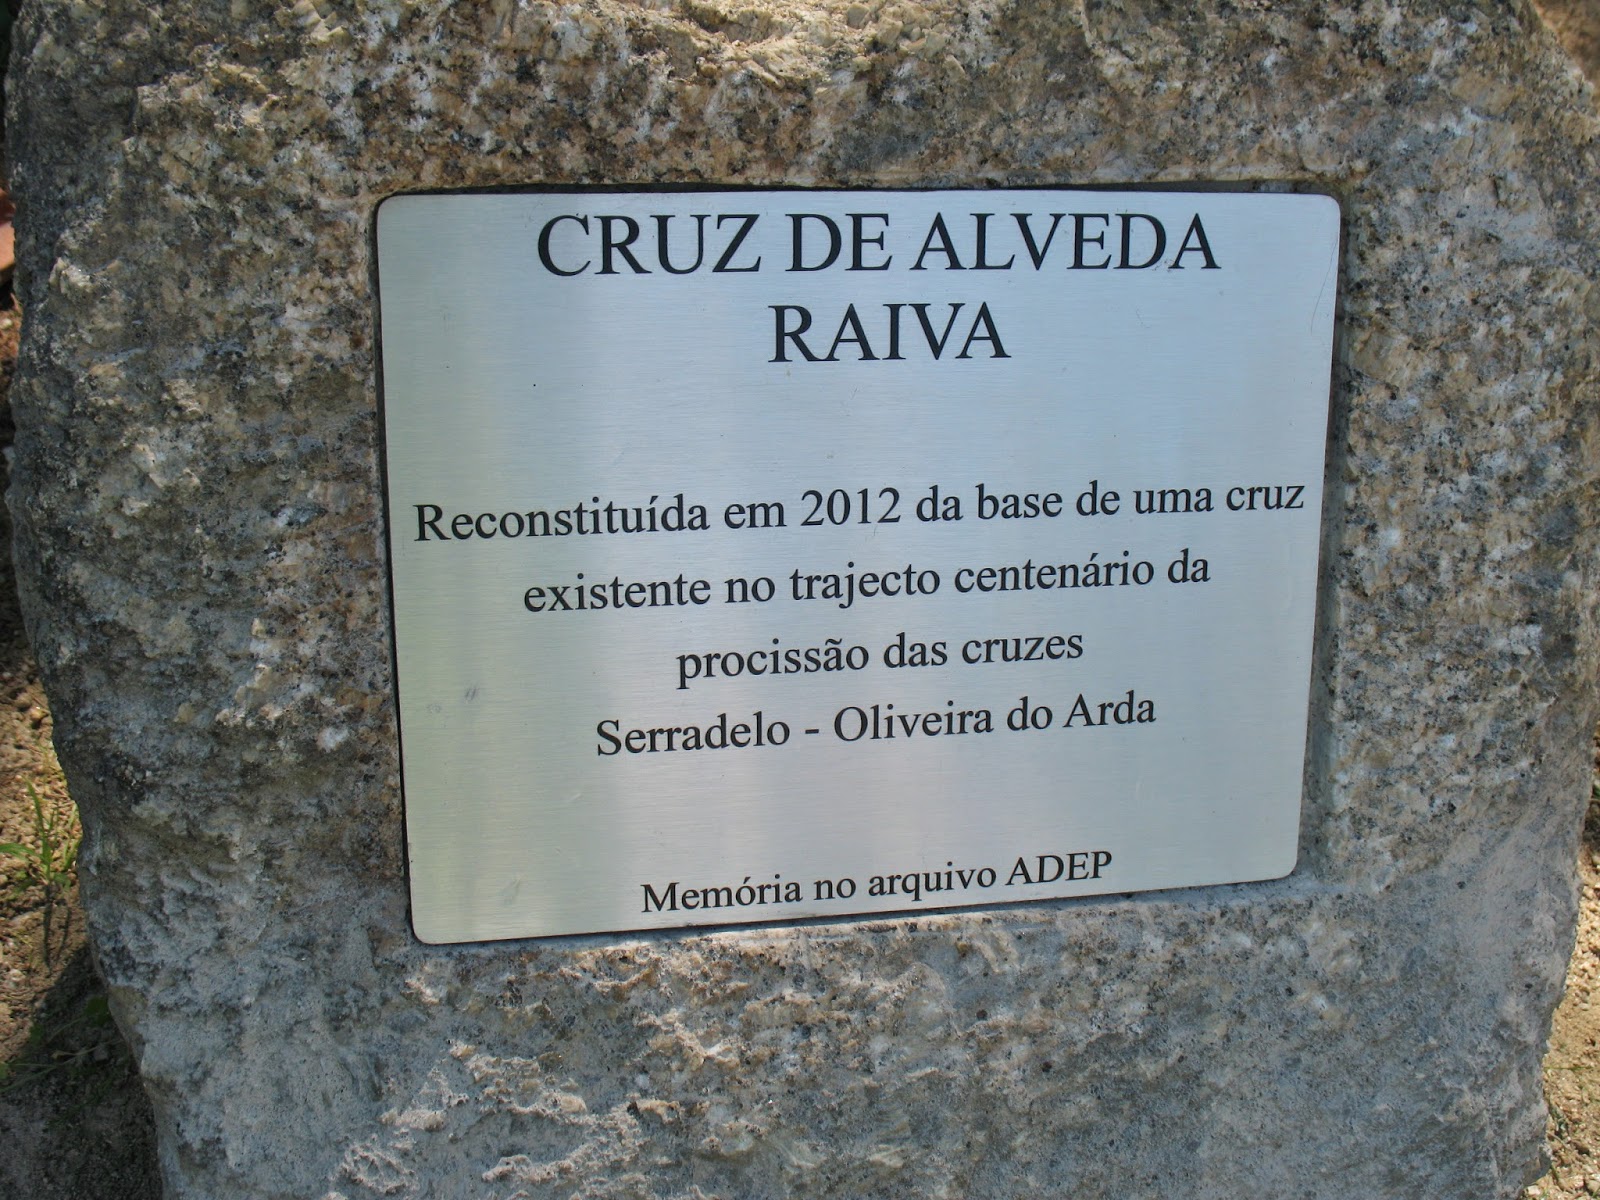 CRUZ DE ALVEDA
RAIVA
Reconstituída em 2012 da base de uma cruz
existente no trajecto centenário da
procissão das cruzes
Serradelo - Oliveira do Arda
Memória no arquivo ADEP